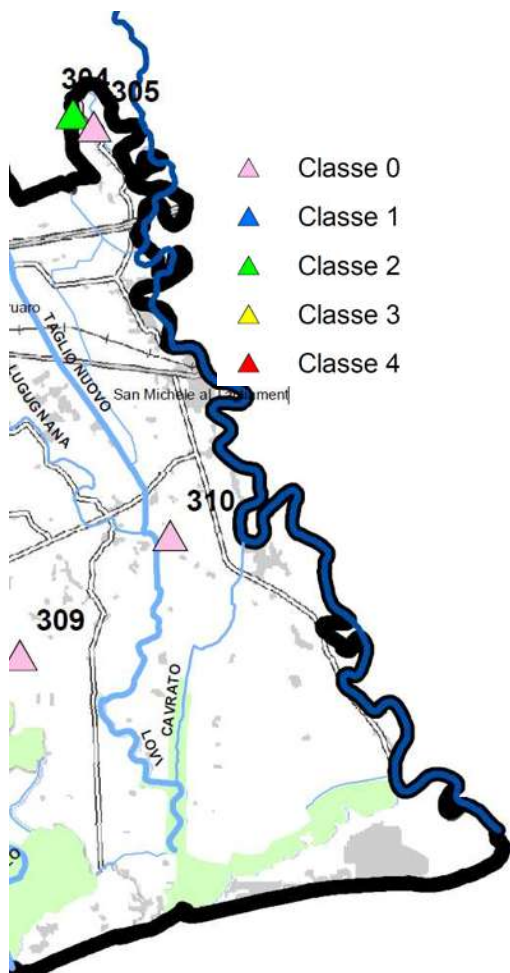 304
305
Classe 0
Classe 1
Classe 2
Classe 3
Classe 4
uaro
TAGLIO NUOVO
LUGUGNANA
San Michele al Tagliament
310
309
CAVRATO
LOVI